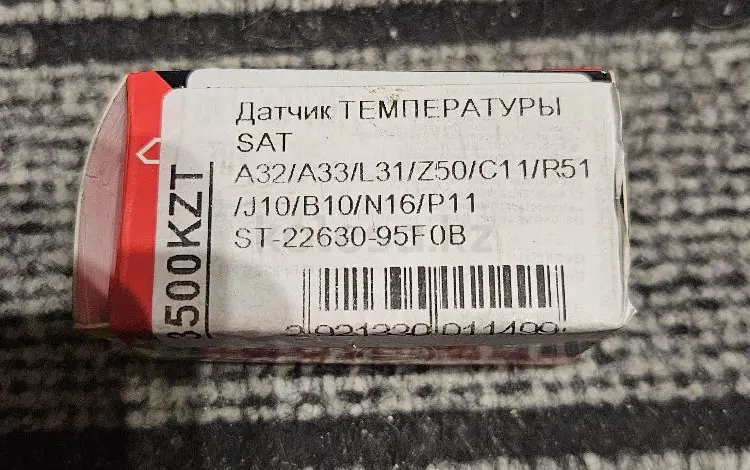 Датчик ТЕМПЕРАТУРЫ
SAT
A32/A33/L31/Z50/C11/R51
/J10/B10/N16/P11
ST-22630-95F0B
3500KZT